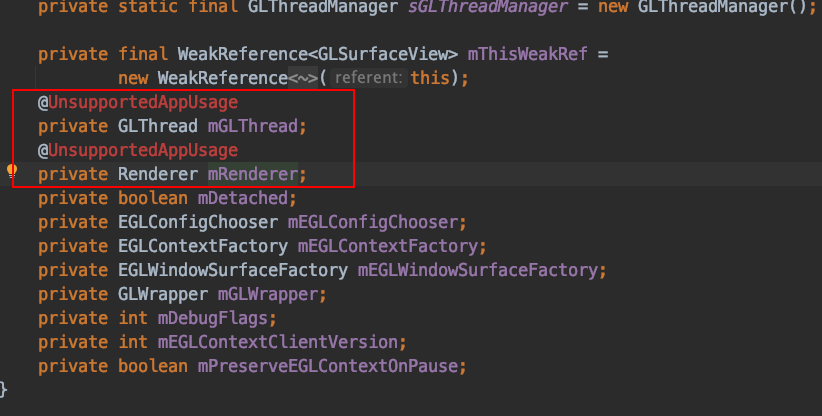 private static final GLThreadManager sGLThreadManager = new GLThreadManager();
private final WeakReference<GLSurfaceView> mThisWeakRef =
new WeakReference<~>( referent: this);
@UnsupportedAppUsage
private GLThread mGLThread;
@UnsupportedAppUsage
private Renderer mRenderer;
private boolean mDetached;
private EGLConfigChooser mEGLConfigChooser;
private EGLContextFactory mEGLContextFactory;
private EGLWindowSurfaceFactory mEGLWindowSurfaceFactory;
private GLWrapper mGLWrapper;
private int mDebugFlags;
private int mEGLContextClientVersion;
private boolean mPreserveEGLContextOnPause;
}